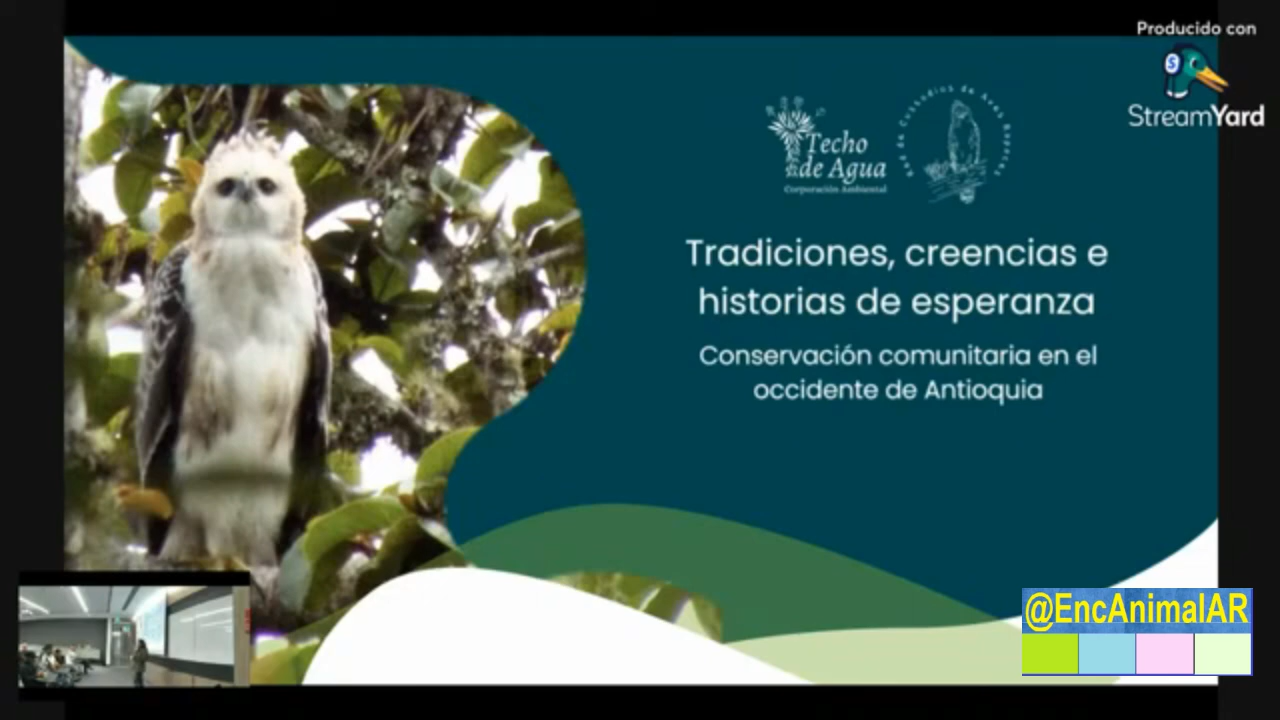 Producido con
StreamYard
Techo
de Agua
Corporación Ambiental
Tradiciones, creencias e
historias de esperanza
Conservación comunitaria en el
occidente de Antioquia
@EncAnimalAR